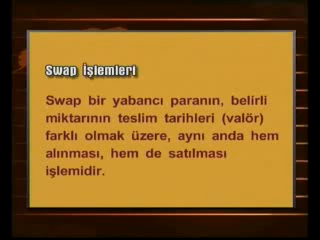 Swap İşlemleri
Swap bir yabancı paranın, belirli
miktarının teslim tarihleri (valör)
farklı olmak üzere, aynı anda hem
alınması, hem de satılması
işlemidir.